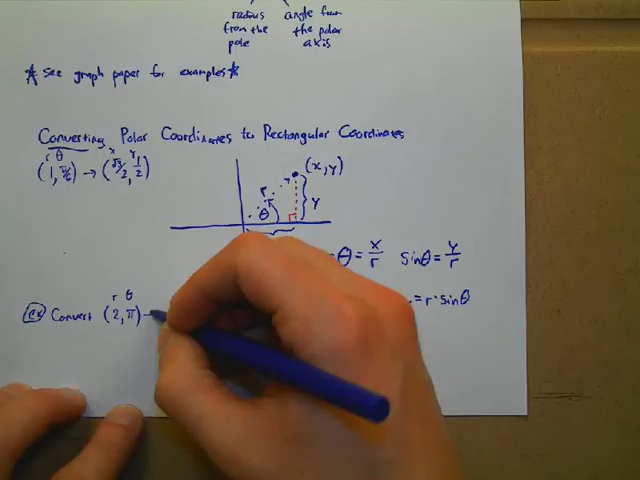 radius angle from
from the the polar
pole axis
* see graph paper for examples *
Converting Polar Coordinates to Rectangular Coordinates
r θ x y
(1, π/6) → (√3/2, 1/2)
(x, y)
r
y
θ
θ = x/r sinθ = y/r
= r · sinθ
r θ
ex Convert (2, π)